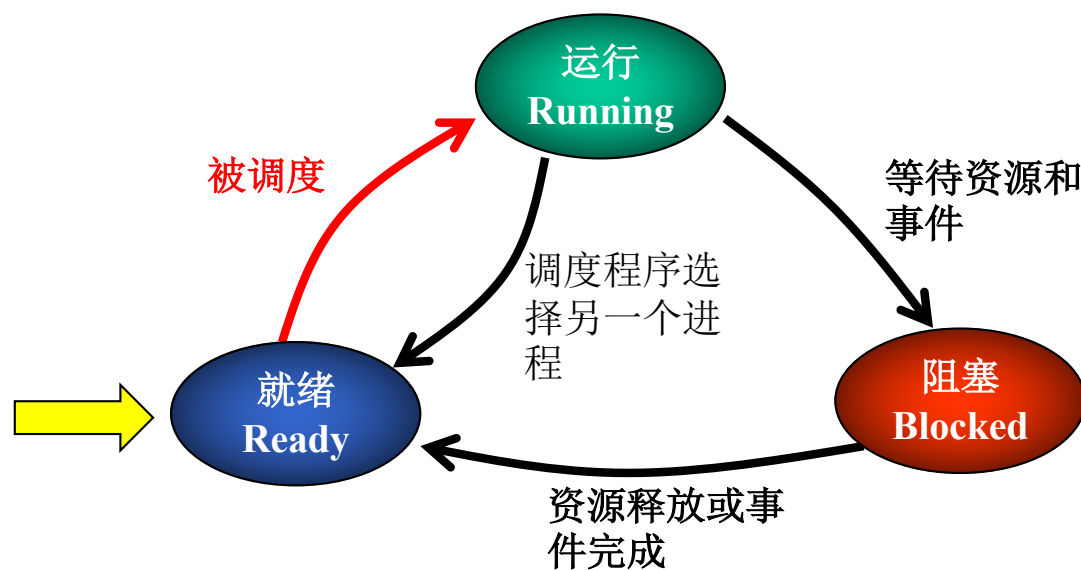 运行
Running
被调度
等待资源和
事件
调度程序选
择另一个进
程
就绪
Ready
阻塞
Blocked
资源释放或事
件完成